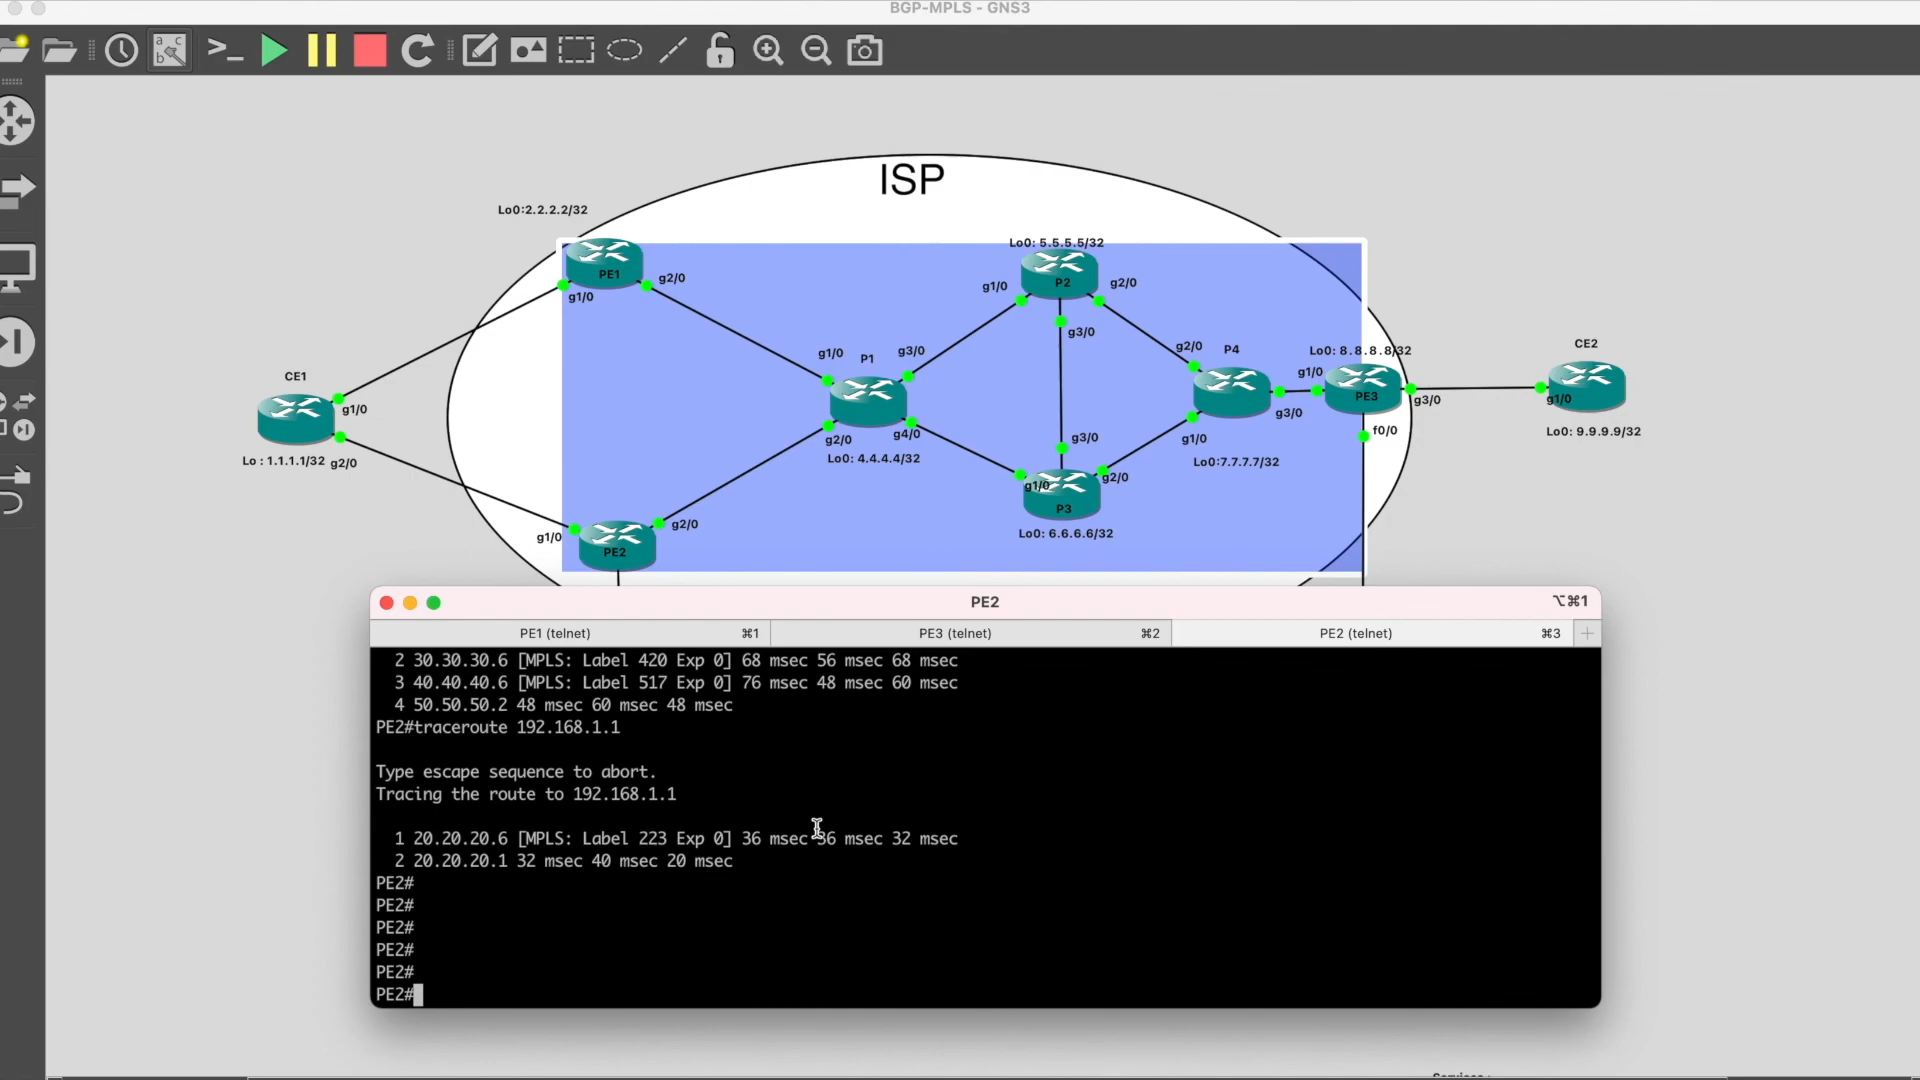 BGP-MPLS - GNS3
ISP
Lo0:2.2.2.2/32
PE1
g1/0
g2/0
Lo0: 5.5.5.5/32
P2
g1/0
g2/0
g3/0
g1/0
P1
g3/0
g2/0
g4/0
Lo0: 4.4.4.4/32
g2/0
P4
g1/0
g3/0
Lo0:7.7.7.7/32
Lo0: 8.8.8.8/32
g1/0
PE3
g3/0
f0/0
CE2
g1/0
Lo0: 9.9.9.9/32
CE1
g1/0
Lo : 1.1.1.1/32
g2/0
g3/0
g1/0
g2/0
P3
Lo0: 6.6.6.6/32
g1/0
g2/0
PE2
PE2
⌥⌘1
PE1 (telnet) ⌘1
PE3 (telnet) ⌘2
PE2 (telnet) ⌘3
2 30.30.30.6 [MPLS: Label 420 Exp 0] 68 msec 56 msec 68 msec
3 40.40.40.6 [MPLS: Label 517 Exp 0] 76 msec 48 msec 60 msec
4 50.50.50.2 48 msec 60 msec 48 msec
PE2#traceroute 192.168.1.1
Type escape sequence to abort.
Tracing the route to 192.168.1.1
1 20.20.20.6 [MPLS: Label 223 Exp 0] 36 msec 36 msec 32 msec
2 20.20.20.1 32 msec 40 msec 20 msec
PE2#
PE2#
PE2#
PE2#
PE2#
PE2#